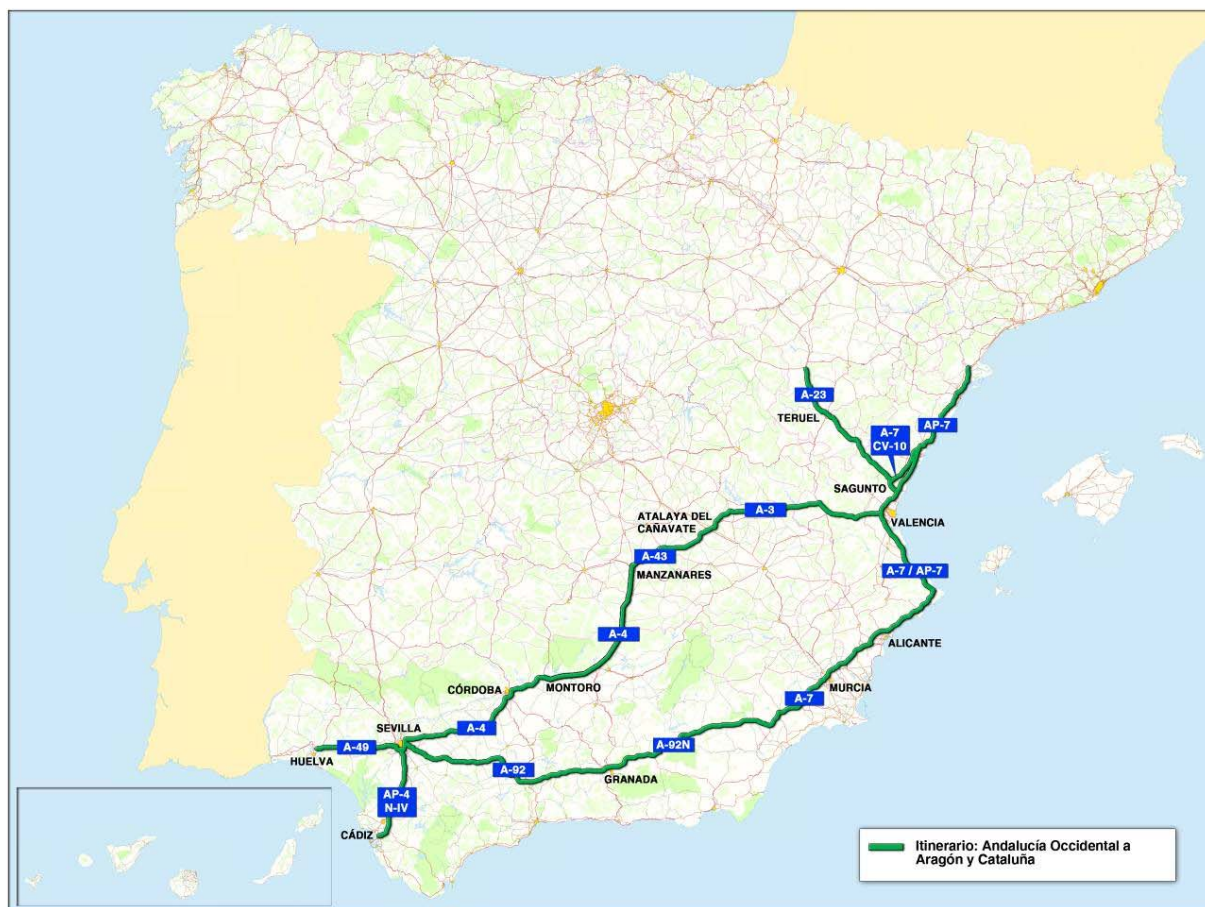 A-23
TERUEL
A-7
CV-10
AP-7
SAGUNTO
ATALAYA DEL
CAÑAVATE
A-3
VALENCIA
A-43
MANZANARES
A-7 / AP-7
A-4
ALICANTE
CÓRDOBA
MONTORO
MURCIA
A-7
SEVILLA
A-4
A-49
HUELVA
A-92N
A-92
GRANADA
AP-4
N-IV
CÁDIZ
Itinerario: Andalucía Occidental a
Aragón y Cataluña